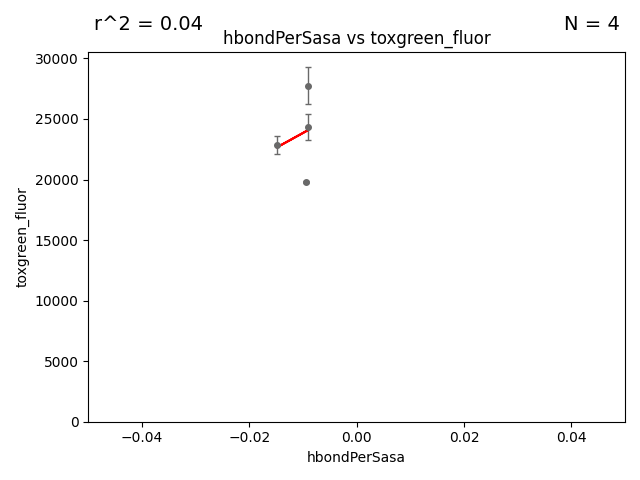 r^2 = 0.04
N = 4
hbondPerSasa vs toxgreen_fluor
30000
25000
20000
15000
10000
5000
0
toxgreen_fluor
−0.04
−0.02
0.00
0.02
0.04
hbondPerSasa